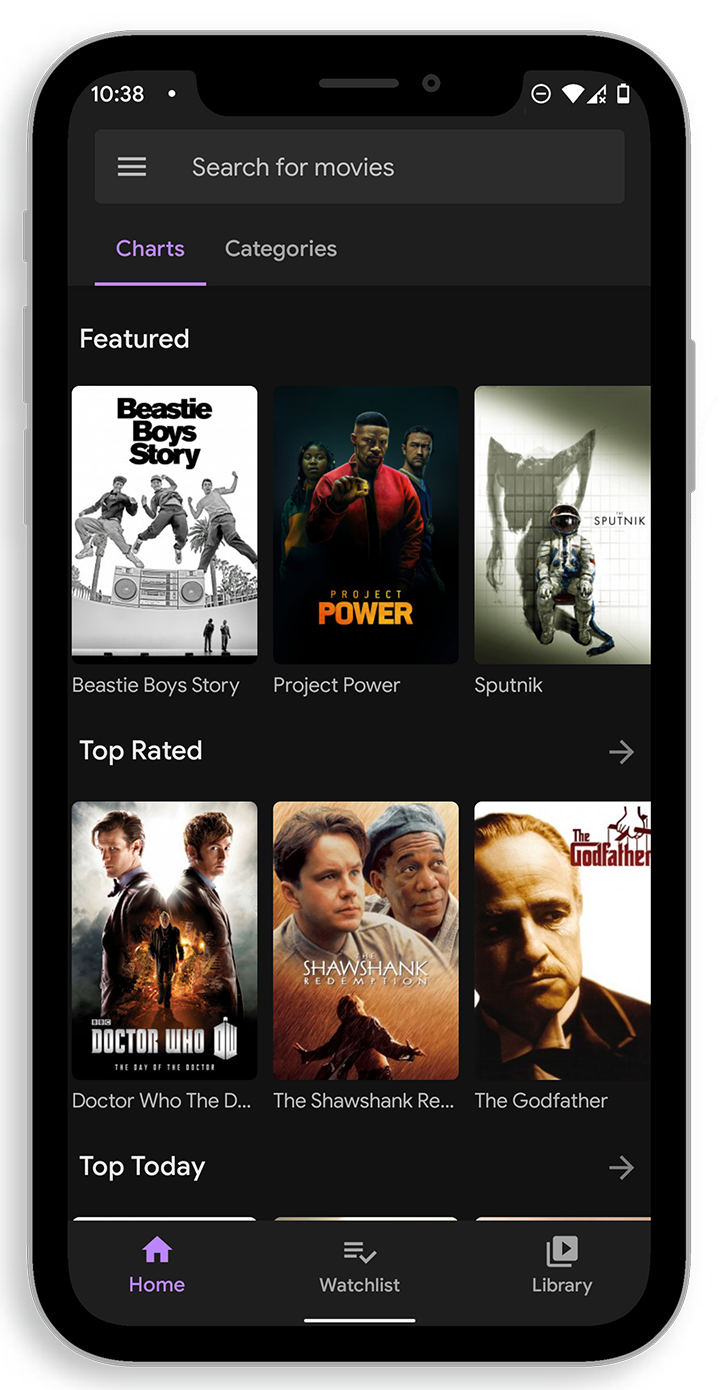 10:38
Search for movies
Charts Categories
Featured
Beastie
Boys
Story
PROJECT
POWER
THE
SPUTNIK
Beastie Boys Story Project Power Sputnik
Top Rated
BBC
DOCTOR WHO DW
THE DAY OF THE DOCTOR
THE
SHAWSHANK
REDEMPTION
The
Godfather
Doctor Who The D... The Shawshank Re... The Godfather
Top Today
Home Watchlist Library